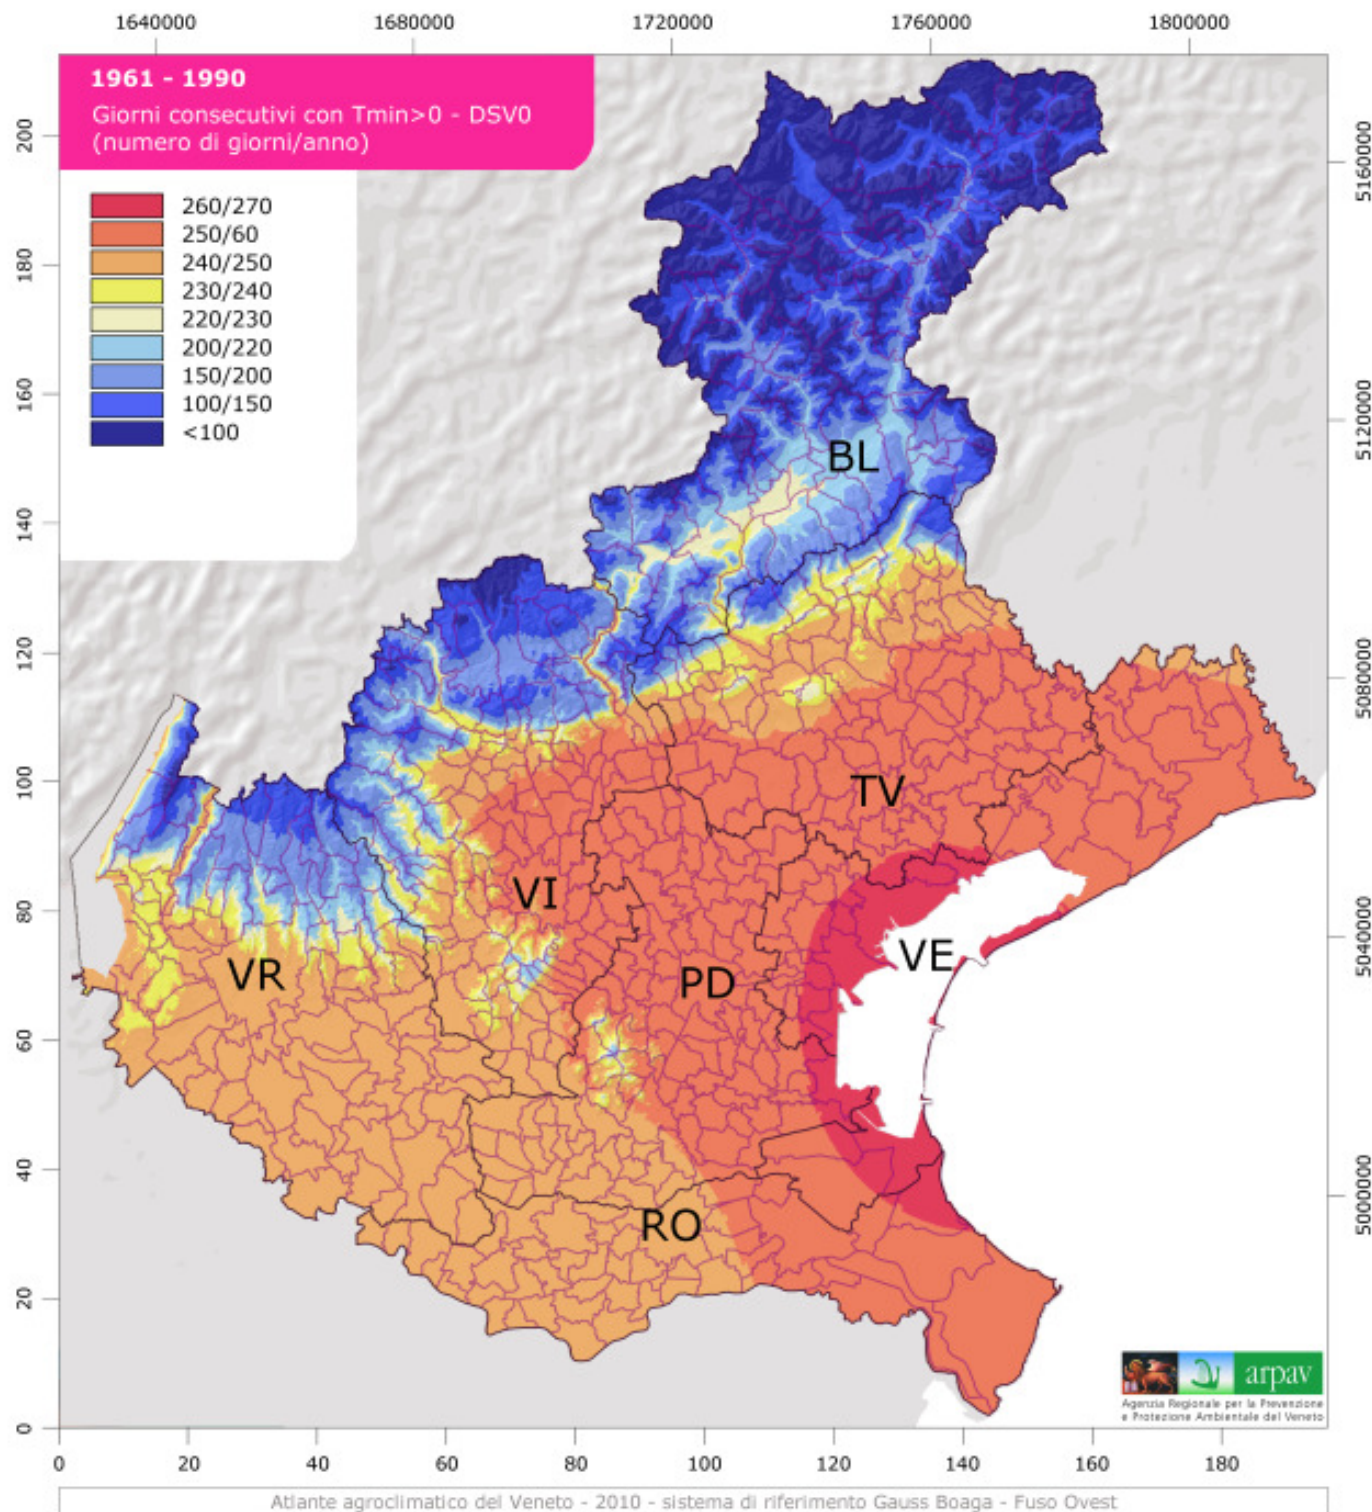 1640000 1680000 1720000 1760000 1800000
1961 - 1990
Giorni consecutivi con Tmin>0 - DSV0
(numero di giorni/anno)
260/270
250/60
240/250
230/240
220/230
200/220
150/200
100/150
<100
200
180
160
140
120
100
80
60
40
20
0
5160000
5120000
5080000
5040000
5000000
BL
TV
VI
VE
VR
PD
RO
arpav
Agenzia Regionale per la Prevenzione
e Protezione Ambientale del Veneto
0 20 40 60 80 100 120 140 160 180
Atlante agroclimatico del Veneto - 2010 - sistema di riferimento Gauss Boaga - Fuso Ovest